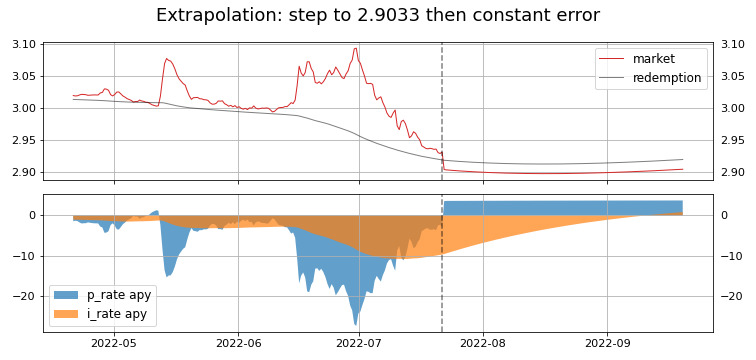 Extrapolation: step to 2.9033 then constant error
3.10 3.10
market
redemption
3.05 3.05
3.00 3.00
2.95 2.95
2.90 2.90
0 0
−10 −10
−20 −20
p_rate apy
i_rate apy
2022-05 2022-06 2022-07 2022-08 2022-09